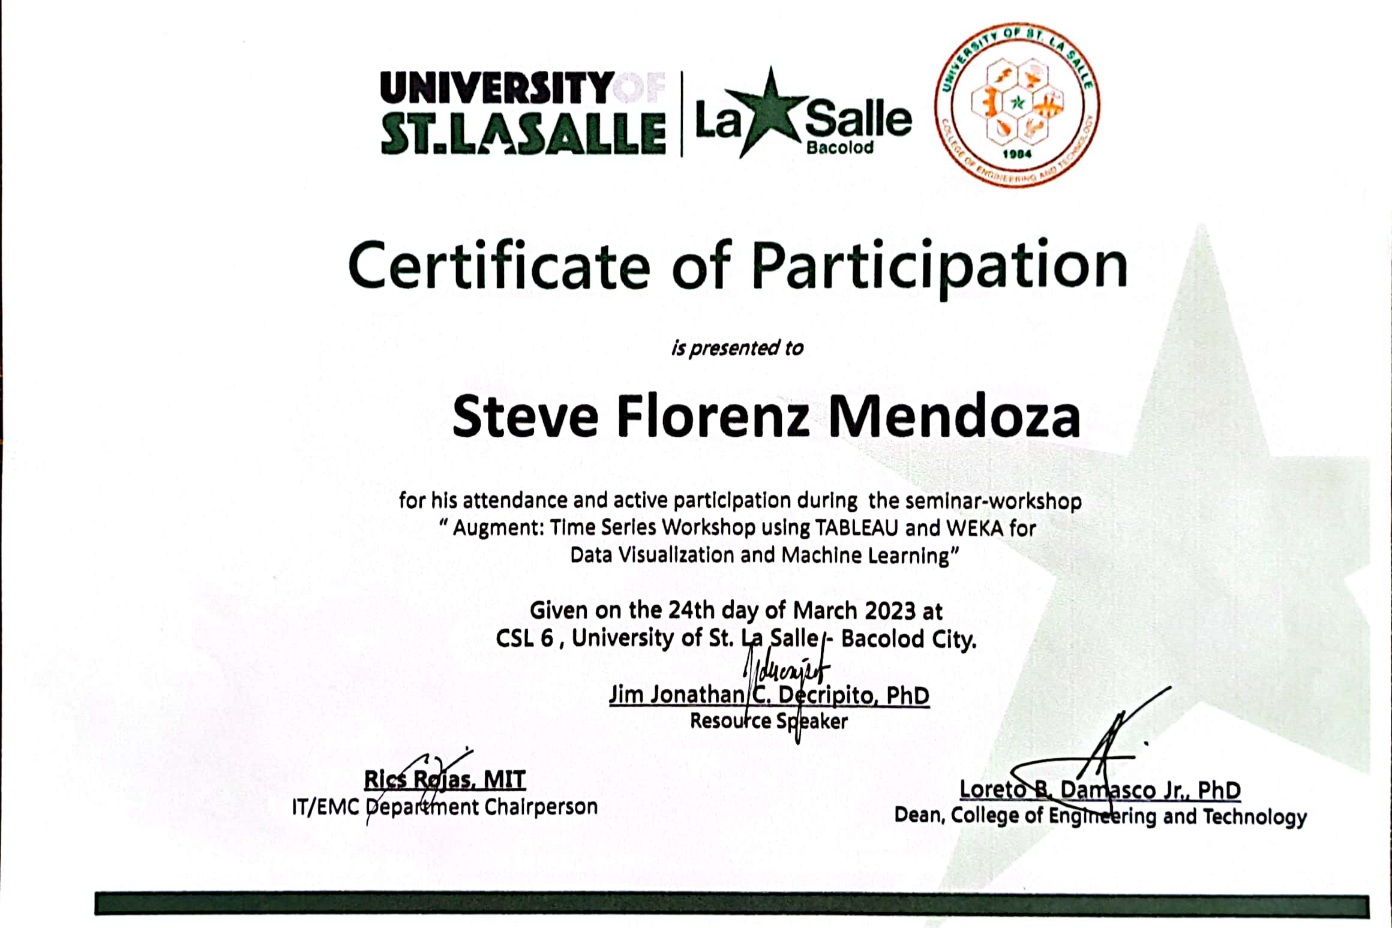 UNIVERSITY OF
ST. LASALLE
La Salle
Bacolod
UNIVERSITY OF ST. LA SALLE
COLLEGE OF ENGINEERING AND TECHNOLOGY
1984
Certificate of Participation
is presented to
Steve Florenz Mendoza
for his attendance and active participation during the seminar-workshop
“ Augment: Time Series Workshop using TABLEAU and WEKA for
Data Visualization and Machine Learning”
Given on the 24th day of March 2023 at
CSL 6 , University of St. La Salle - Bacolod City.
Jim Jonathan C. Decripito, PhD
Resource Speaker
Rics Rojas, MIT
IT/EMC Department Chairperson
Loreto B. Damasco Jr., PhD
Dean, College of Engineering and Technology